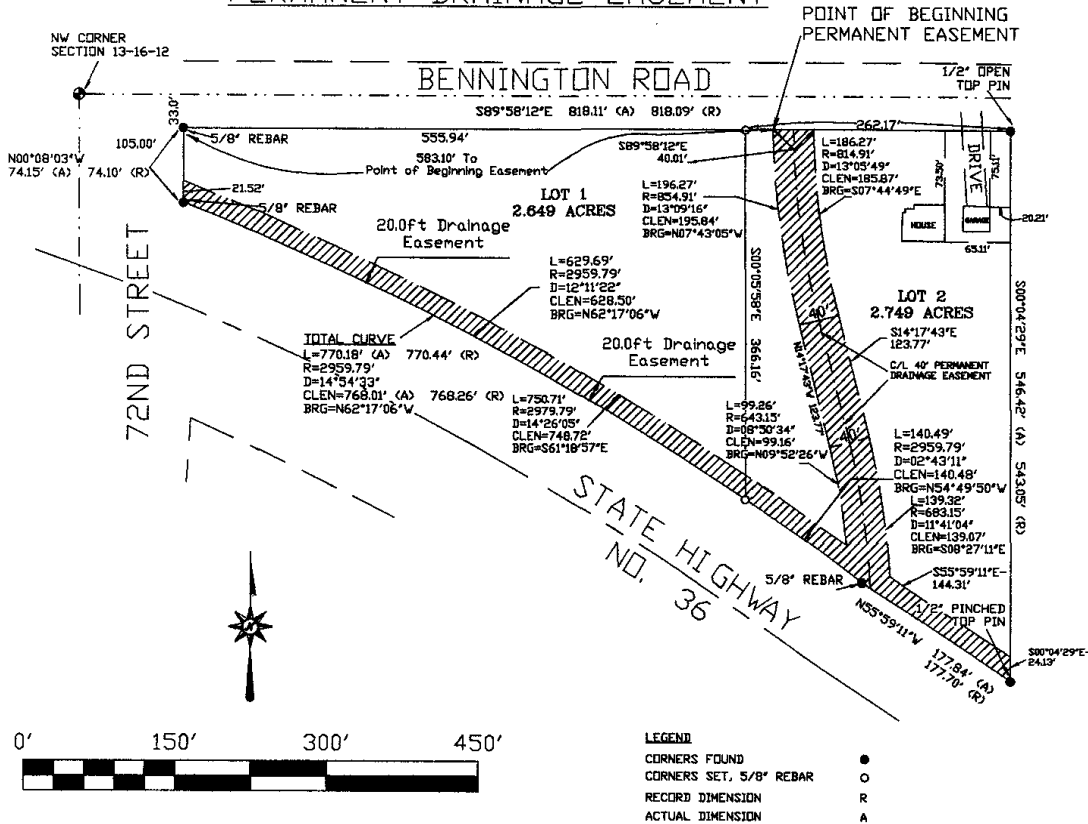 PERMANENT DRAINAGE EASEMENT
POINT OF BEGINNING
PERMANENT EASEMENT
NW CORNER
SECTION 13-16-12
BENNINGTON ROAD
1/2" OPEN
TOP PIN
33.0'
S89°58'12"E 818.11' (A) 818.09' (R)
105.00'
5/8" REBAR
555.94'
262.17'
S89°58'12"E
40.01'
583.10' To
Point of Beginning Easement
N00°08'03"W
74.15' (A) 74.10' (R)
21.52'
5/8" REBAR
LOT 1
2.649 ACRES
L=196.27'
R=854.91'
D=13°09'16"
CLEN=195.84'
BRG=N07°43'05"W
L=186.27'
R=814.91'
D=13°05'49"
CLEN=185.87'
BRG=S07°44'49"E
DRIVE
73.50'
75.11'
HOUSE
GARAGE
20.21'
65.11'
20.0ft Drainage
Easement
72ND STREET
L=629.69'
R=2959.79'
D=12°11'22"
CLEN=628.50'
BRG=N62°17'06"W
S00°05'58"E
366.16'
LOT 2
2.749 ACRES
S14°17'43"E
123.77'
40'
C/L 40' PERMANENT
DRAINAGE EASEMENT
N14°17'43"W 123.77'
S00°04'29"E 546.42' (A) 543.05' (R)
TOTAL CURVE
L=770.18' (A) 770.44' (R)
R=2959.79'
D=14°54'33"
CLEN=768.01' (A) 768.26' (R)
BRG=N62°17'06"W
20.0ft Drainage
Easement
L=750.71'
R=2979.79'
D=14°26'05"
CLEN=748.72'
BRG=S61°18'57"E
L=99.26'
R=643.15'
D=08°50'34"
CLEN=99.16'
BRG=N09°52'26"W
40'
L=140.49'
R=2959.79'
D=02°43'11"
CLEN=140.48'
BRG=N54°49'50"W
L=139.32'
R=683.15'
D=11°41'04"
CLEN=139.07'
BRG=S08°27'11"E
STATE HIGHWAY
NO. 36
5/8" REBAR
S55°59'11"E-
144.31'
1/2" PINCHED
TOP PIN
N55°59'11"W 177.84' (A)
177.70' (R)
S00°04'29"E-
24.13'
N
0' 150' 300' 450'
LEGEND
CORNERS FOUND
CORNERS SET, 5/8" REBAR
RECORD DIMENSION R
ACTUAL DIMENSION A